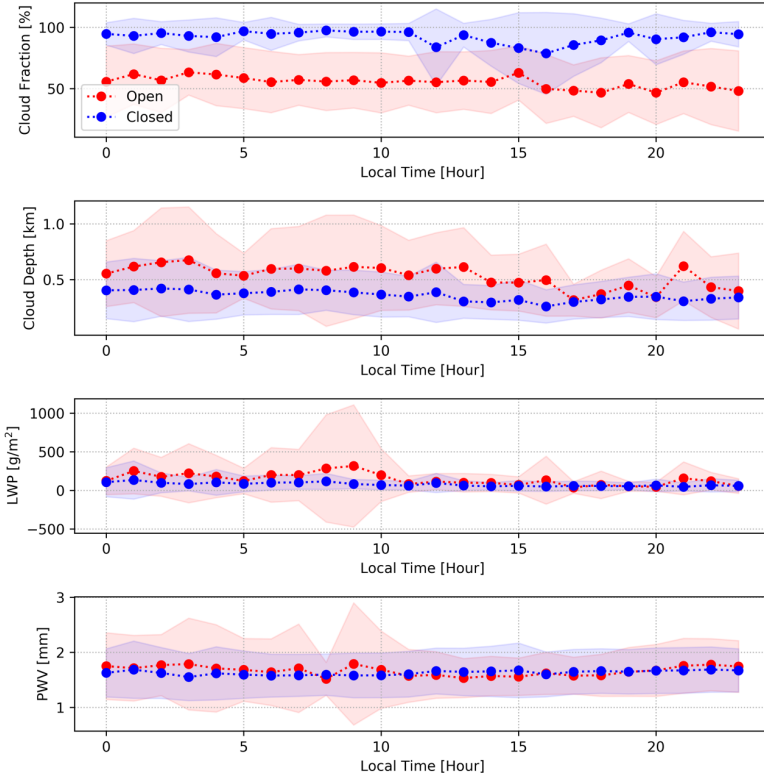 Cloud Fraction [%]
100
50
Open
Closed
0 5 10 15 20
Local Time [Hour]
Cloud Depth [km]
1.0
0.5
0 5 10 15 20
Local Time [Hour]
LWP [g/m²]
1000
500
0
−500
0 5 10 15 20
Local Time [Hour]
PWV [mm]
3
2
1
0 5 10 15 20
Local Time [Hour]